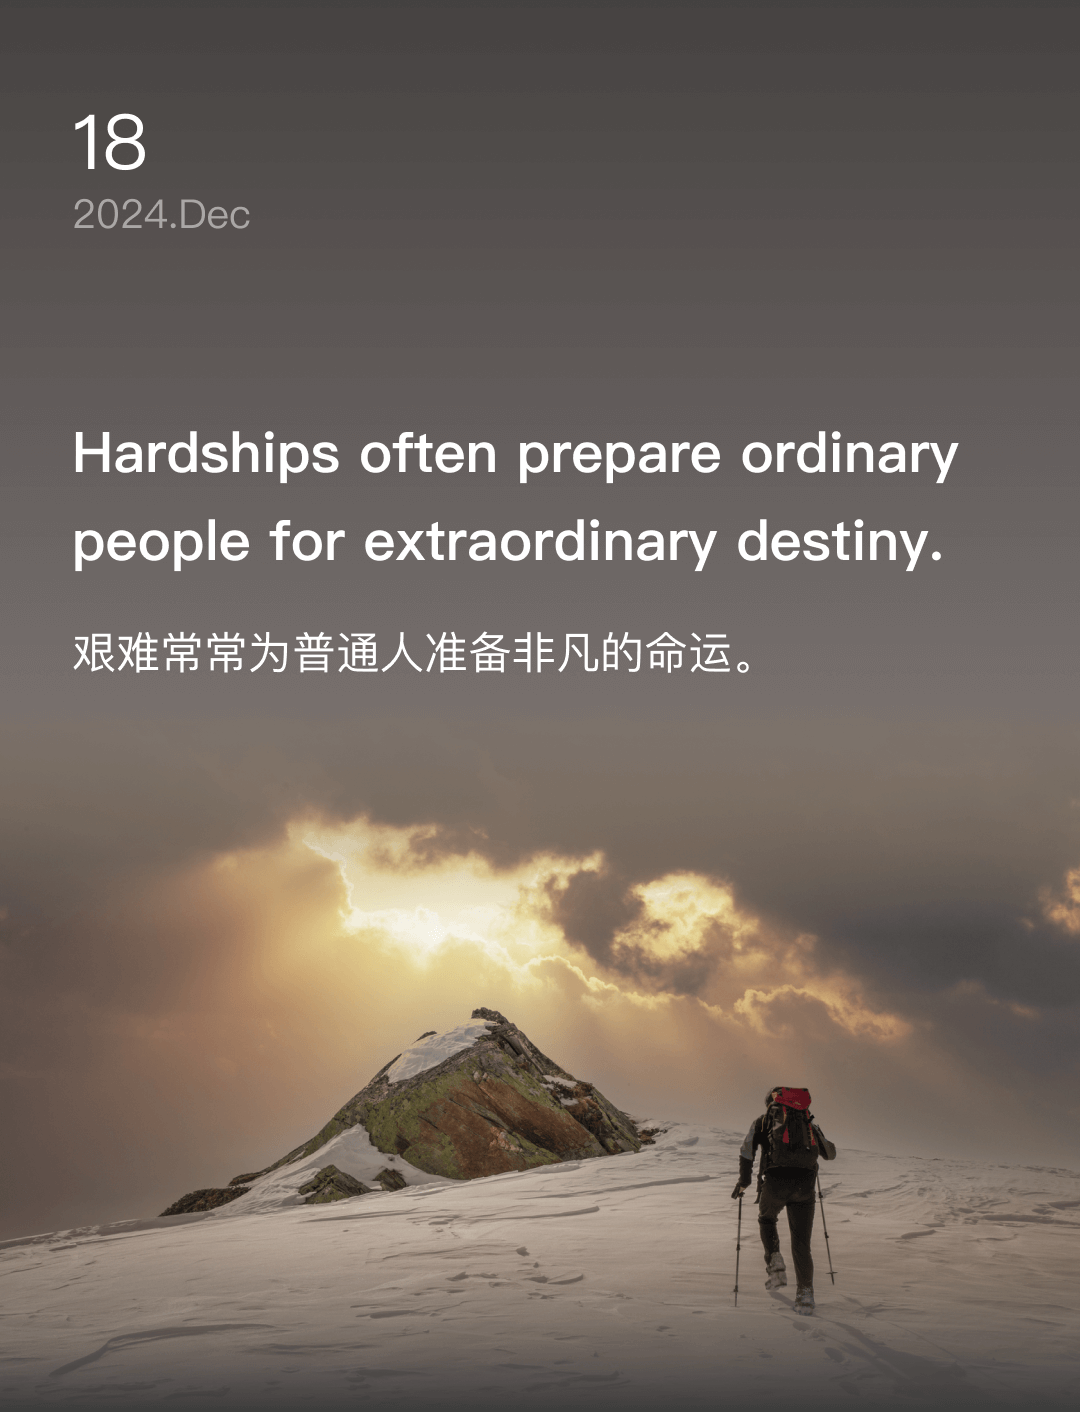 18
2024.Dec
Hardships often prepare ordinary
people for extraordinary destiny.
艰难常常为普通人准备非凡的命运。